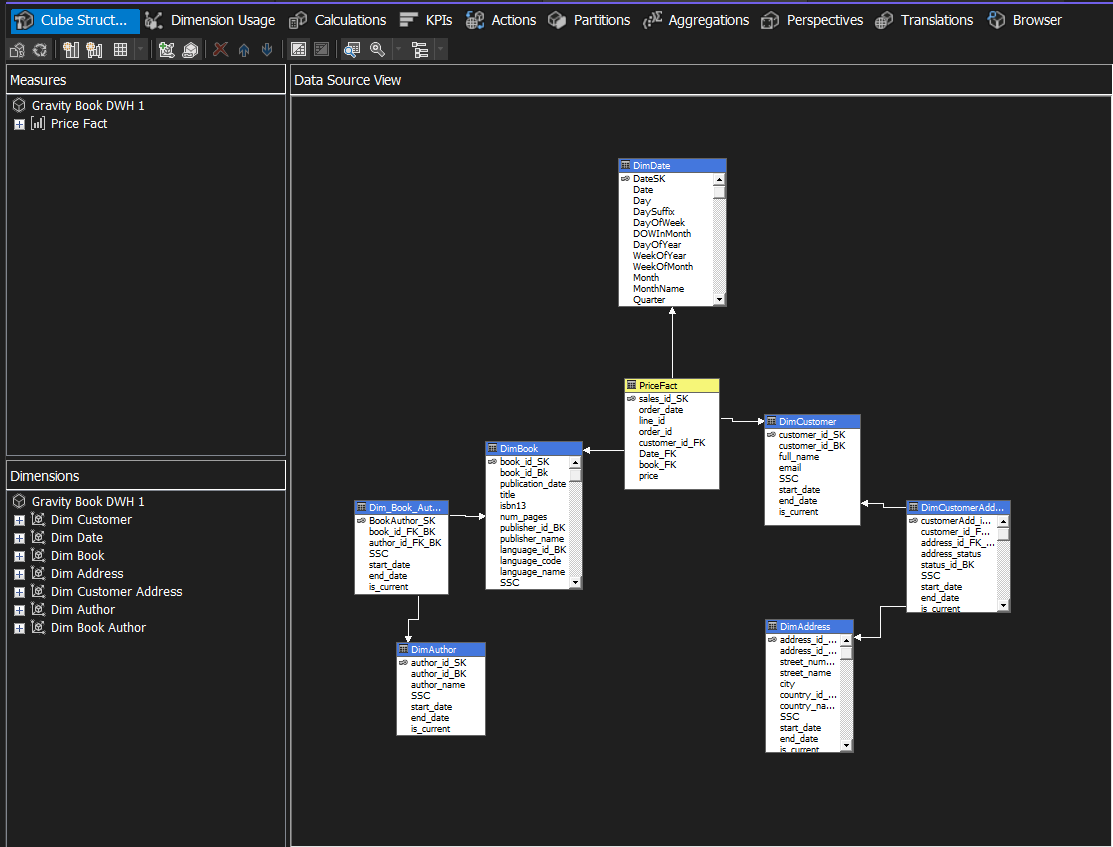 Cube Struct...
Dimension Usage
Calculations
KPIs
Actions
Partitions
Aggregations
Perspectives
Translations
Browser
Measures
Gravity Book DWH 1
Price Fact
Dimensions
Gravity Book DWH 1
Dim Customer
Dim Date
Dim Book
Dim Address
Dim Customer Address
Dim Author
Dim Book Author
Data Source View
DimDate
DateSK
Date
Day
DaySuffix
DayOfWeek
DOWInMonth
DayOfYear
WeekOfYear
WeekOfMonth
Month
MonthName
Quarter
PriceFact
sales_id_SK
order_date
line_id
order_id
customer_id_FK
Date_FK
book_FK
price
DimCustomer
customer_id_SK
customer_id_BK
full_name
email
SSC
start_date
end_date
is_current
DimBook
book_id_SK
book_id_Bk
publication_date
title
isbn13
num_pages
publisher_id_BK
publisher_name
language_id_BK
language_code
language_name
SSC
Dim_Book_Aut...
BookAuthor_SK
book_id_FK_BK
author_id_FK_BK
SSC
start_date
end_date
is_current
DimCustomerAdd...
customerAdd_i...
customer_id_F...
address_id_FK_...
address_status
status_id_BK
SSC
start_date
end_date
is_current
DimAuthor
author_id_SK
author_id_BK
author_name
SSC
start_date
end_date
is_current
DimAddress
address_id_...
address_id_...
street_num...
street_name
city
country_id_...
country_na...
SSC
start_date
end_date
is_current